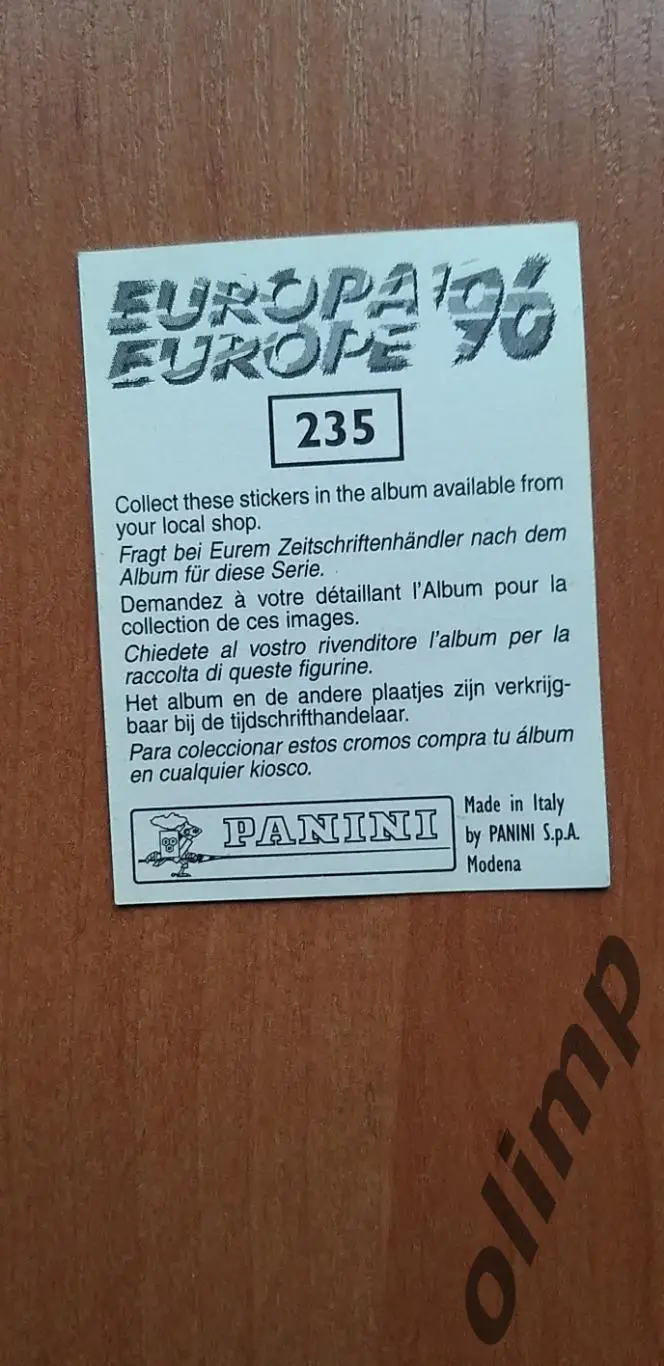 EUROPA '96
EUROPE
235
Collect these stickers in the album available from
your local shop.
Fragt bei Eurem Zeitschriftenhändler nach dem
Album für diese Serie.
Demandez à votre détaillant l'Album pour la
collection de ces images.
Chiedete al vostro rivenditore l'album per la
raccolta di queste figurine.
Het album en de andere plaatjes zijn verkrijg-
baar bij de tijdschrifthandelaar.
Para coleccionar estos cromos compra tu álbum
en cualquier kiosco.
PANINI
Made in Italy
by PANINI S.p.A.
Modena
olimp